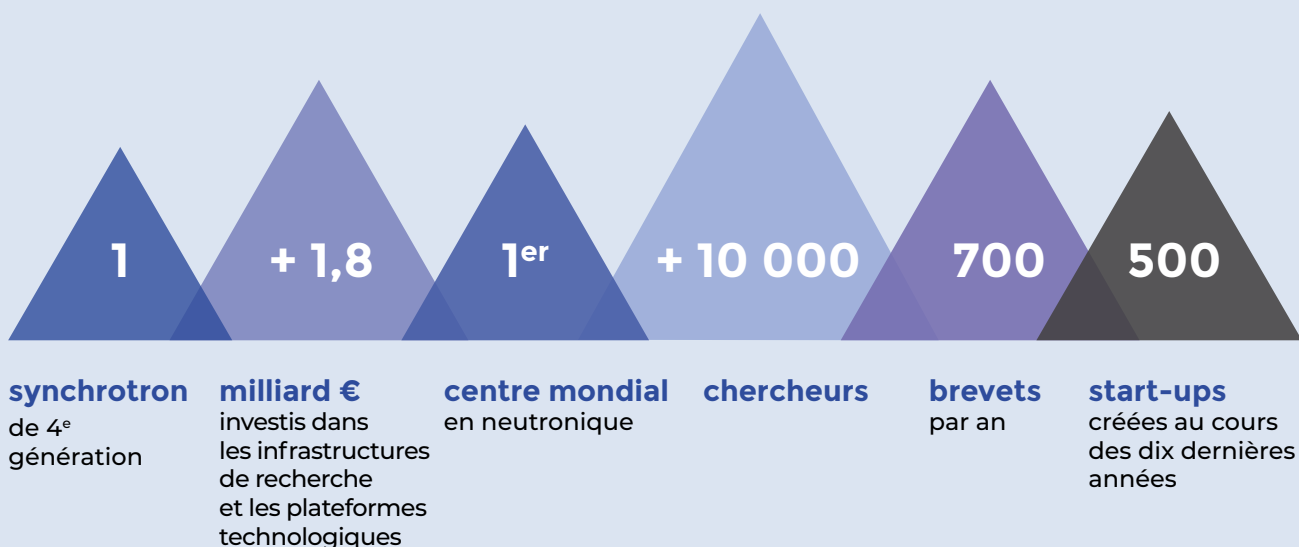 1
+ 1,8
1er
+ 10 000
700
500
synchrotron
de 4e
génération
milliard €
investis dans
les infrastructures
de recherche
et les plateformes
technologiques
centre mondial
en neutronique
chercheurs
brevets
par an
start-ups
créées au cours
des dix dernières
années